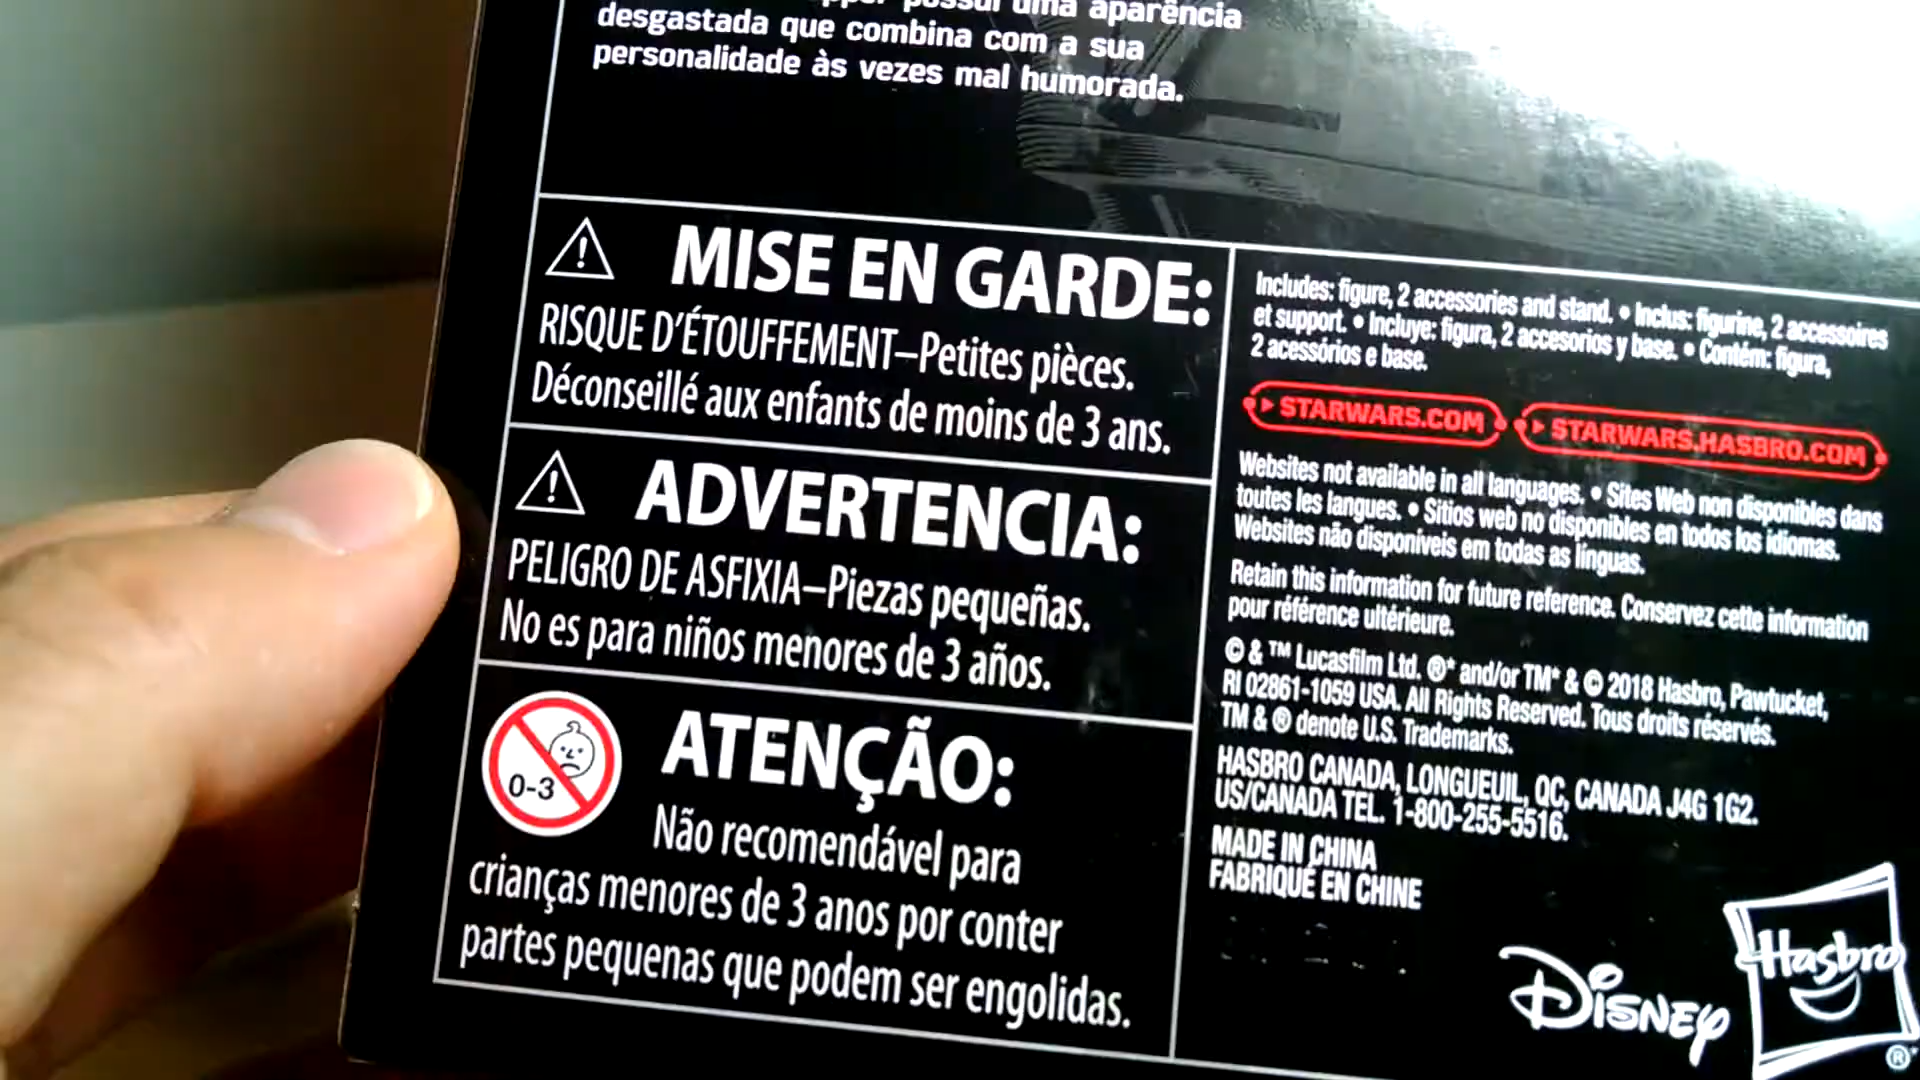 possui uma aparência
desgastada que combina com a sua
personalidade às vezes mal humorada.
MISE EN GARDE:
RISQUE D'ÉTOUFFEMENT–Petites pièces.
Déconseillé aux enfants de moins de 3 ans.
ADVERTENCIA:
PELIGRO DE ASFIXIA–Piezas pequeñas.
No es para niños menores de 3 años.
0-3
ATENÇÃO:
Não recomendável para
crianças menores de 3 anos por conter
partes pequenas que podem ser engolidas.
Includes: figure, 2 accessories and stand. • Inclus: figurine, 2 accessoires
et support. • Incluye: figura, 2 accesorios y base. • Contém: figura,
2 acessórios e base.
STARWARS.COM STARWARS.HASBRO.COM
Websites not available in all languages. • Sites Web non disponibles dans
toutes les langues. • Sitios web no disponibles en todos los idiomas.
Websites não disponíveis em todas as línguas.
Retain this information for future reference. Conservez cette information
pour référence ultérieure.
© & ™ Lucasfilm Ltd. ®* and/or TM* & © 2018 Hasbro, Pawtucket,
RI 02861-1059 USA. All Rights Reserved. Tous droits réservés.
TM & ® denote U.S. Trademarks.
HASBRO CANADA, LONGUEUIL, QC, CANADA J4G 1G2.
US/CANADA TEL. 1-800-255-5516.
MADE IN CHINA
FABRIQUÉ EN CHINE
Disney
Hasbro
®*